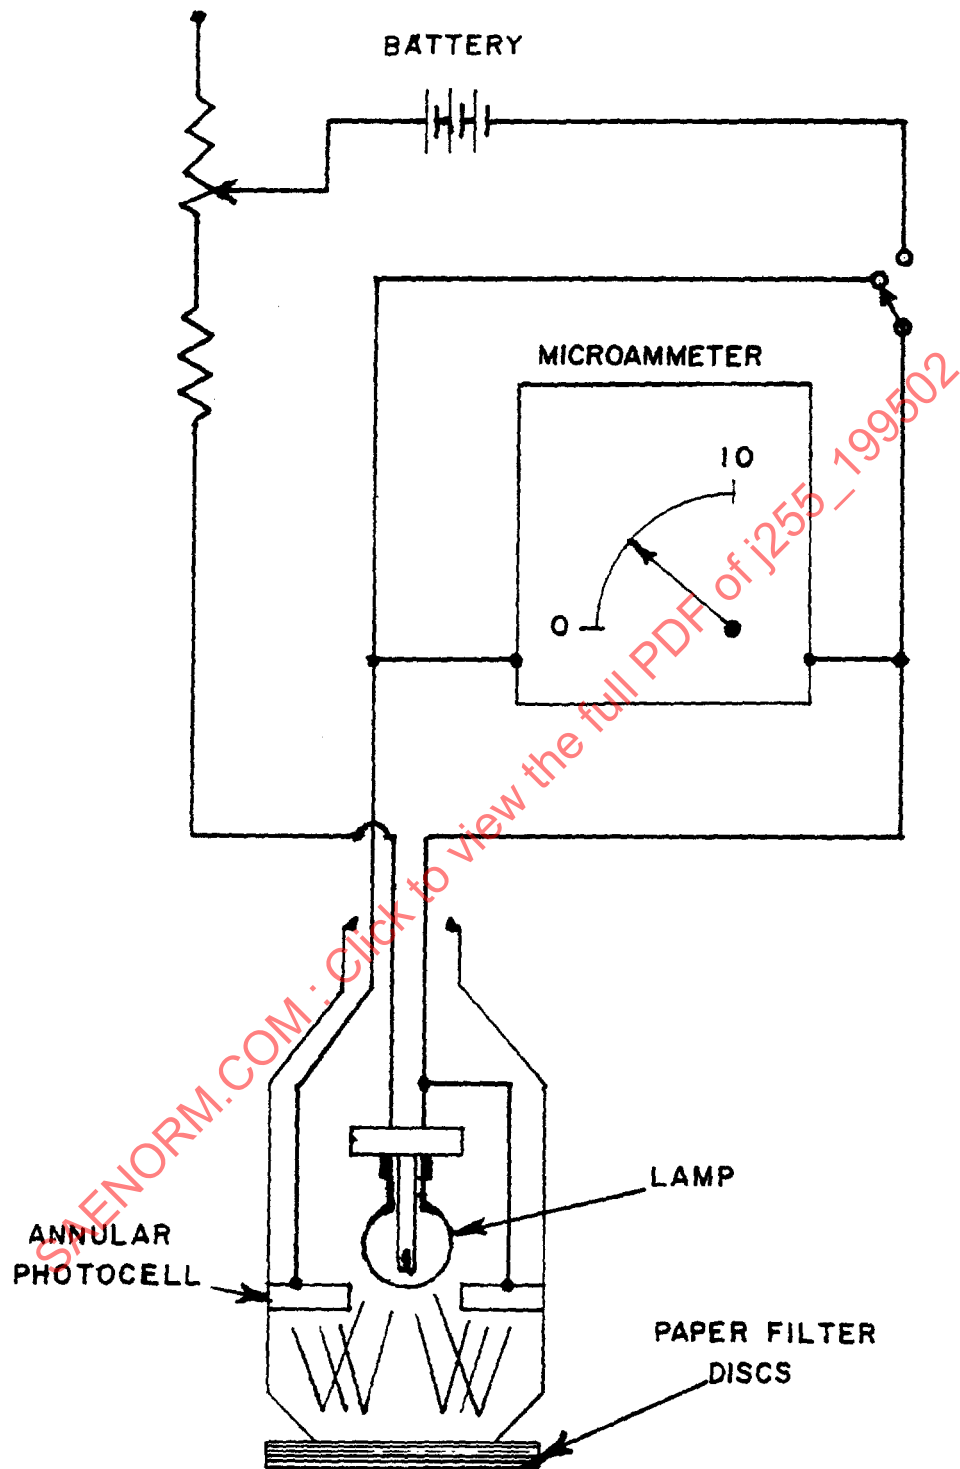 BATTERY
MICROAMMETER
10
0
LAMP
ANNULAR
PHOTOCELL
PAPER FILTER
DISCS
SAENORM.COM : Click to view the full PDF of j255_199502